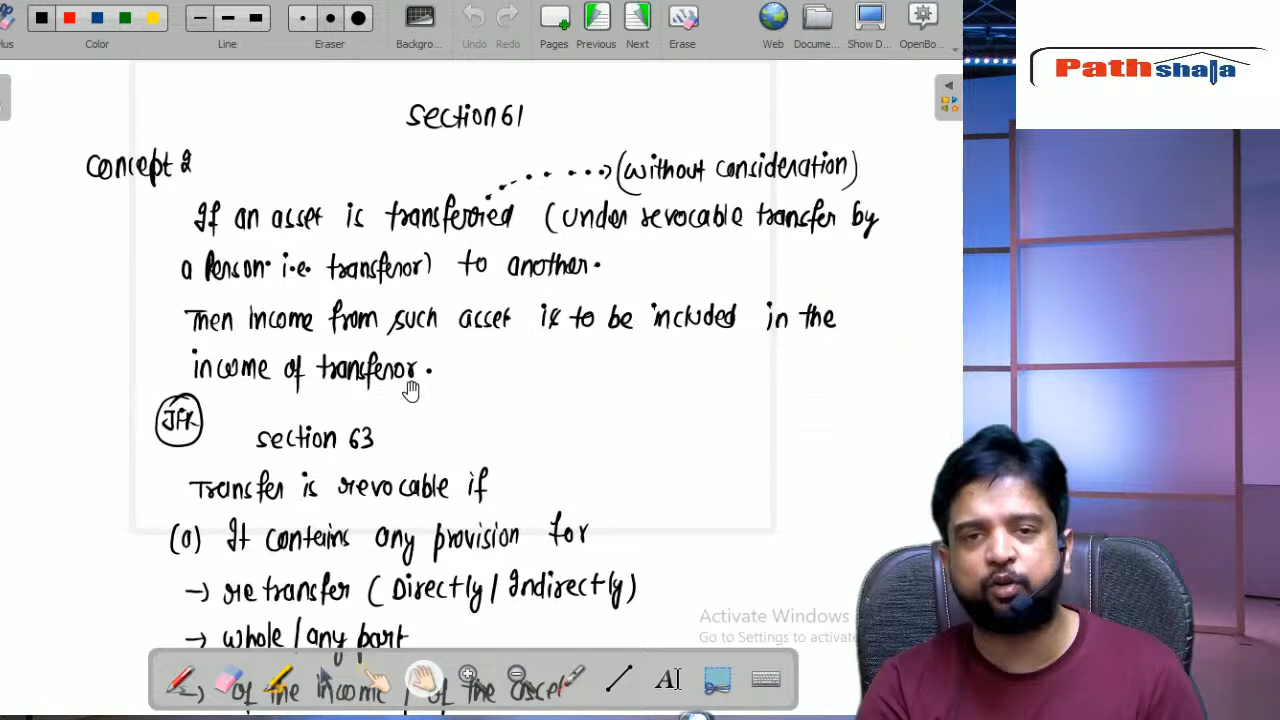 Color
Line
Eraser
Backgro...
Undo
Redo
Pages
Previous
Next
Erase
Web
Docume...
Show D...
OpenBo...
Pathshala
Section 61
Concept 2
(without consideration)
If an asset is transferred (under revocable transfer by
a Person i.e. transferor) to another.
Then income from such asset is to be included in the
income of transferor.
Section 63
Transfer is revocable if
(a) It contains any provision for
→ re transfer (Directly / Indirectly)
→ whole / any part
→ of the income / of the asset
Activate Windows
Go to Settings to activate
A